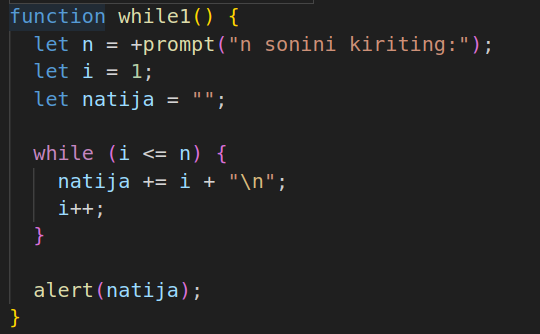 function while1() {
  let n = +prompt("n sonini kiriting:");
  let i = 1;
  let natija = "";

  while (i <= n) {
    natija += i + "\n";
    i++;
  }

  alert(natija);
}